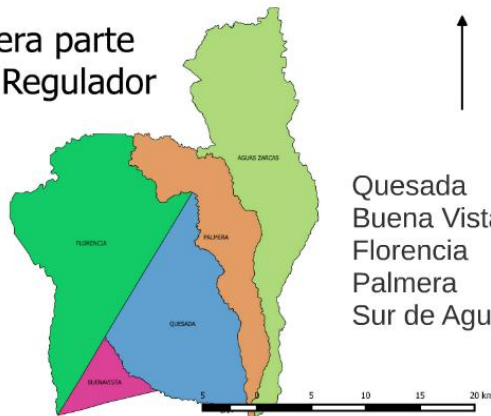 era parte
Regulador
AGUAS ZARCAS
FLORENCIA
PALMERA
QUESADA
BUENAVISTA
Quesada
Buena Vista
Florencia
Palmera
Sur de Agu
5 0 5 10 15 20 km